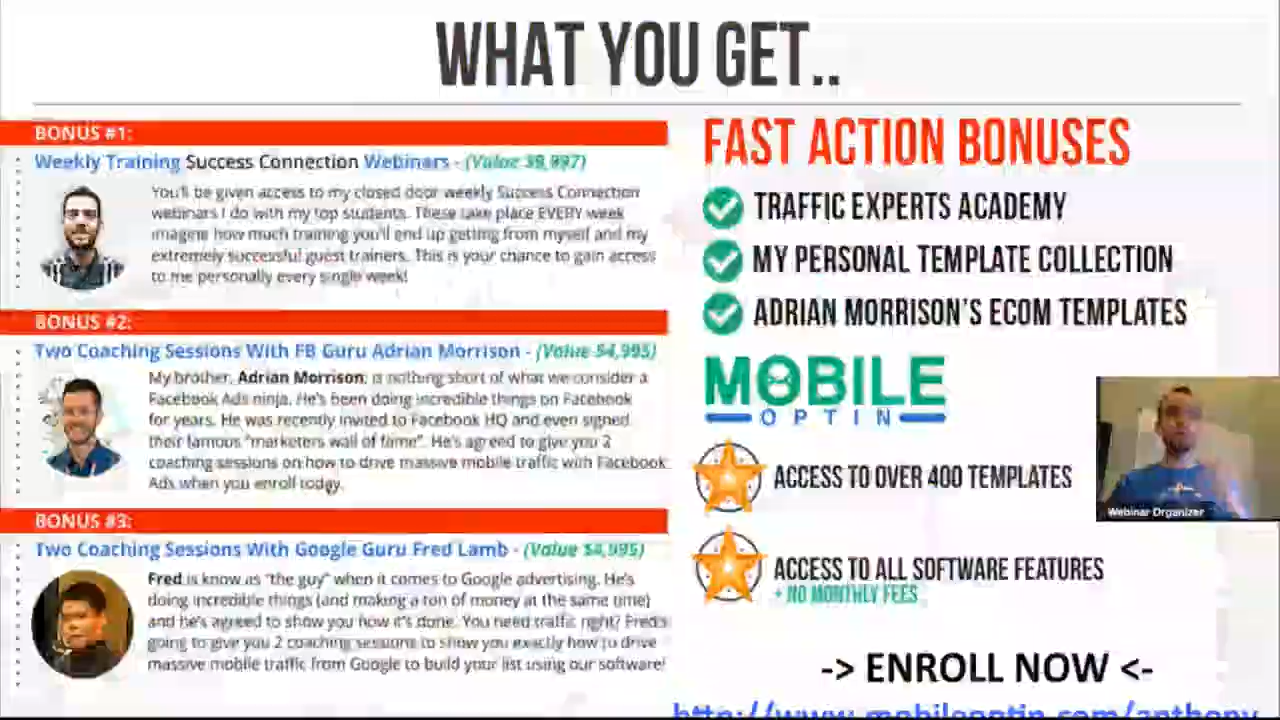 WHAT YOU GET..
BONUS #1:
Weekly Training Success Connection Webinars - (Value $9,997)
You'll be given access to my closed door weekly Success Connection
webinars I do with my top students. These take place EVERY week
imagine how much training you'll end up getting from myself and my
extremely successful guest trainers. This is your chance to gain access
to me personally every single week!
BONUS #2:
Two Coaching Sessions With FB Guru Adrian Morrison - (Value $4,995)
My brother, Adrian Morrison, is nothing short of what we consider a
Facebook Ads ninja. He's been doing incredible things on Facebook
for years. He was recently invited to Facebook HQ and even signed
their famous "marketers wall of fame". He's agreed to give you 2
coaching sessions on how to drive massive mobile traffic with Facebook
Ads when you enroll today.
BONUS #3:
Two Coaching Sessions With Google Guru Fred Lamb - (Value $4,995)
Fred is know as "the guy" when it comes to Google advertising. He's
doing incredible things (and making a ton of money at the same time)
and he's agreed to show you how it's done. You need traffic right? Fred's
going to give you 2 coaching sessions to show you exactly how to drive
massive mobile traffic from Google to build your list using our software!
FAST ACTION BONUSES
TRAFFIC EXPERTS ACADEMY
MY PERSONAL TEMPLATE COLLECTION
ADRIAN MORRISON'S ECOM TEMPLATES
MOBILE
OPTIN
ACCESS TO OVER 400 TEMPLATES
Webinar Organizer
ACCESS TO ALL SOFTWARE FEATURES
+ NO MONTHLY FEES
-> ENROLL NOW <-
http://www.mobileoptin.com/anthony